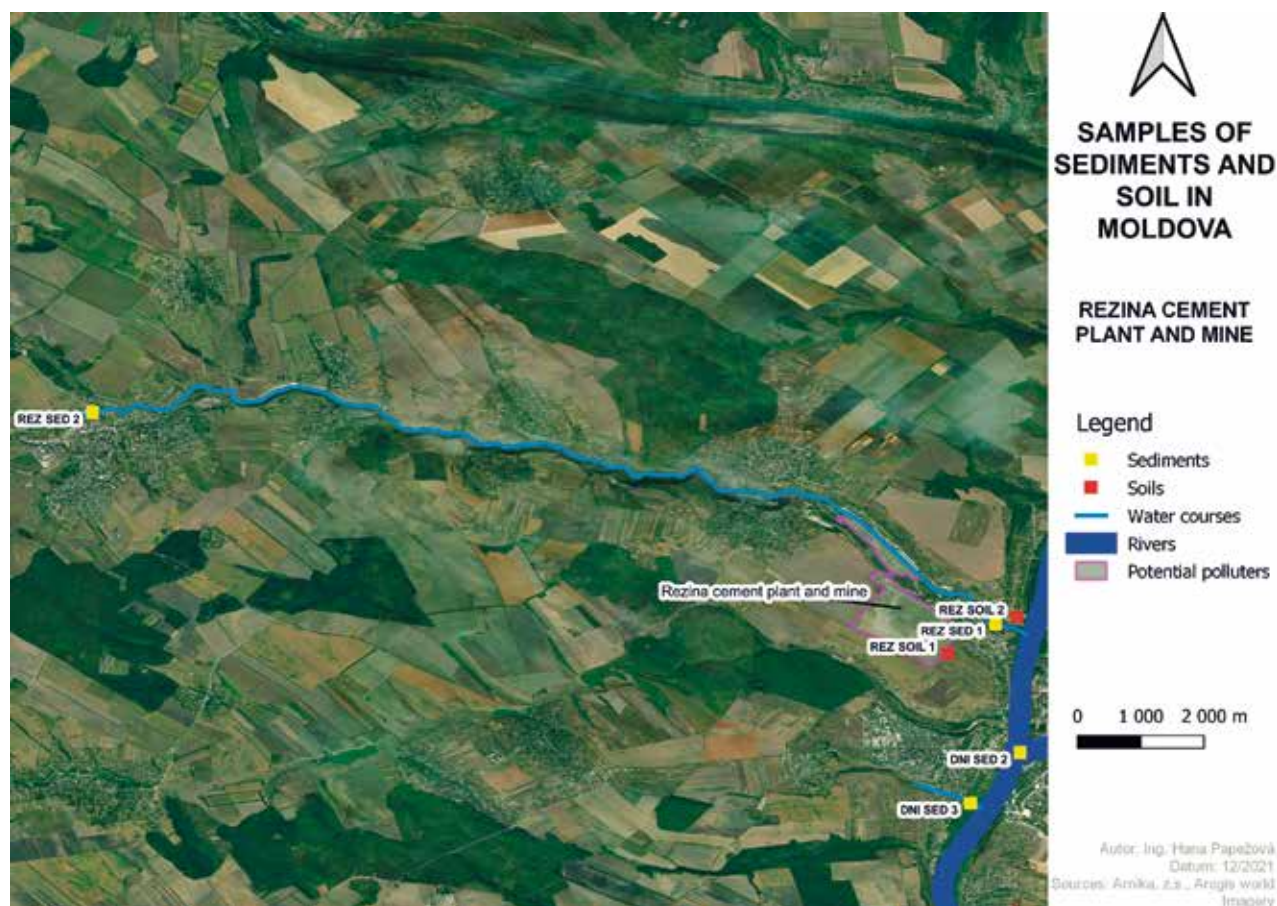 SAMPLES OF
SEDIMENTS AND
SOIL IN
MOLDOVA
REZINA CEMENT
PLANT AND MINE
Legend
Sediments
Soils
Water courses
Rivers
Potential polluters
0 1 000 2 000 m
Autor: Ing. Hana Papežová
Datum: 12/2021
Sources: Arnika, z.s., Arcgis world
Imagery
REZ SED 2
Rezina cement plant and mine
REZ SOIL 2
REZ SED 1
REZ SOIL 1
DNI SED 2
DNI SED 3